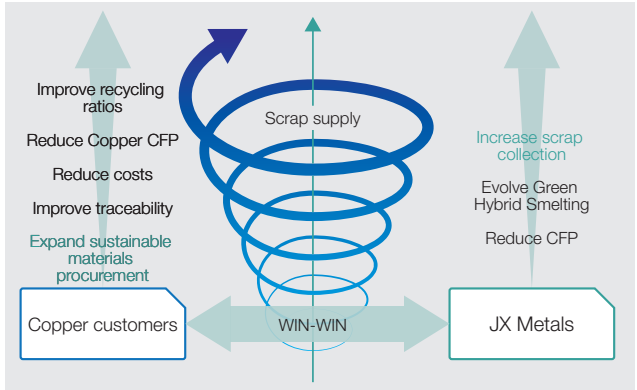 Improve recycling
ratios
Reduce Copper CFP
Reduce costs
Improve traceability
Expand sustainable
materials
procurement
Copper customers
Scrap supply
WIN-WIN
Increase scrap
collection
Evolve Green
Hybrid Smelting
Reduce CFP
JX Metals